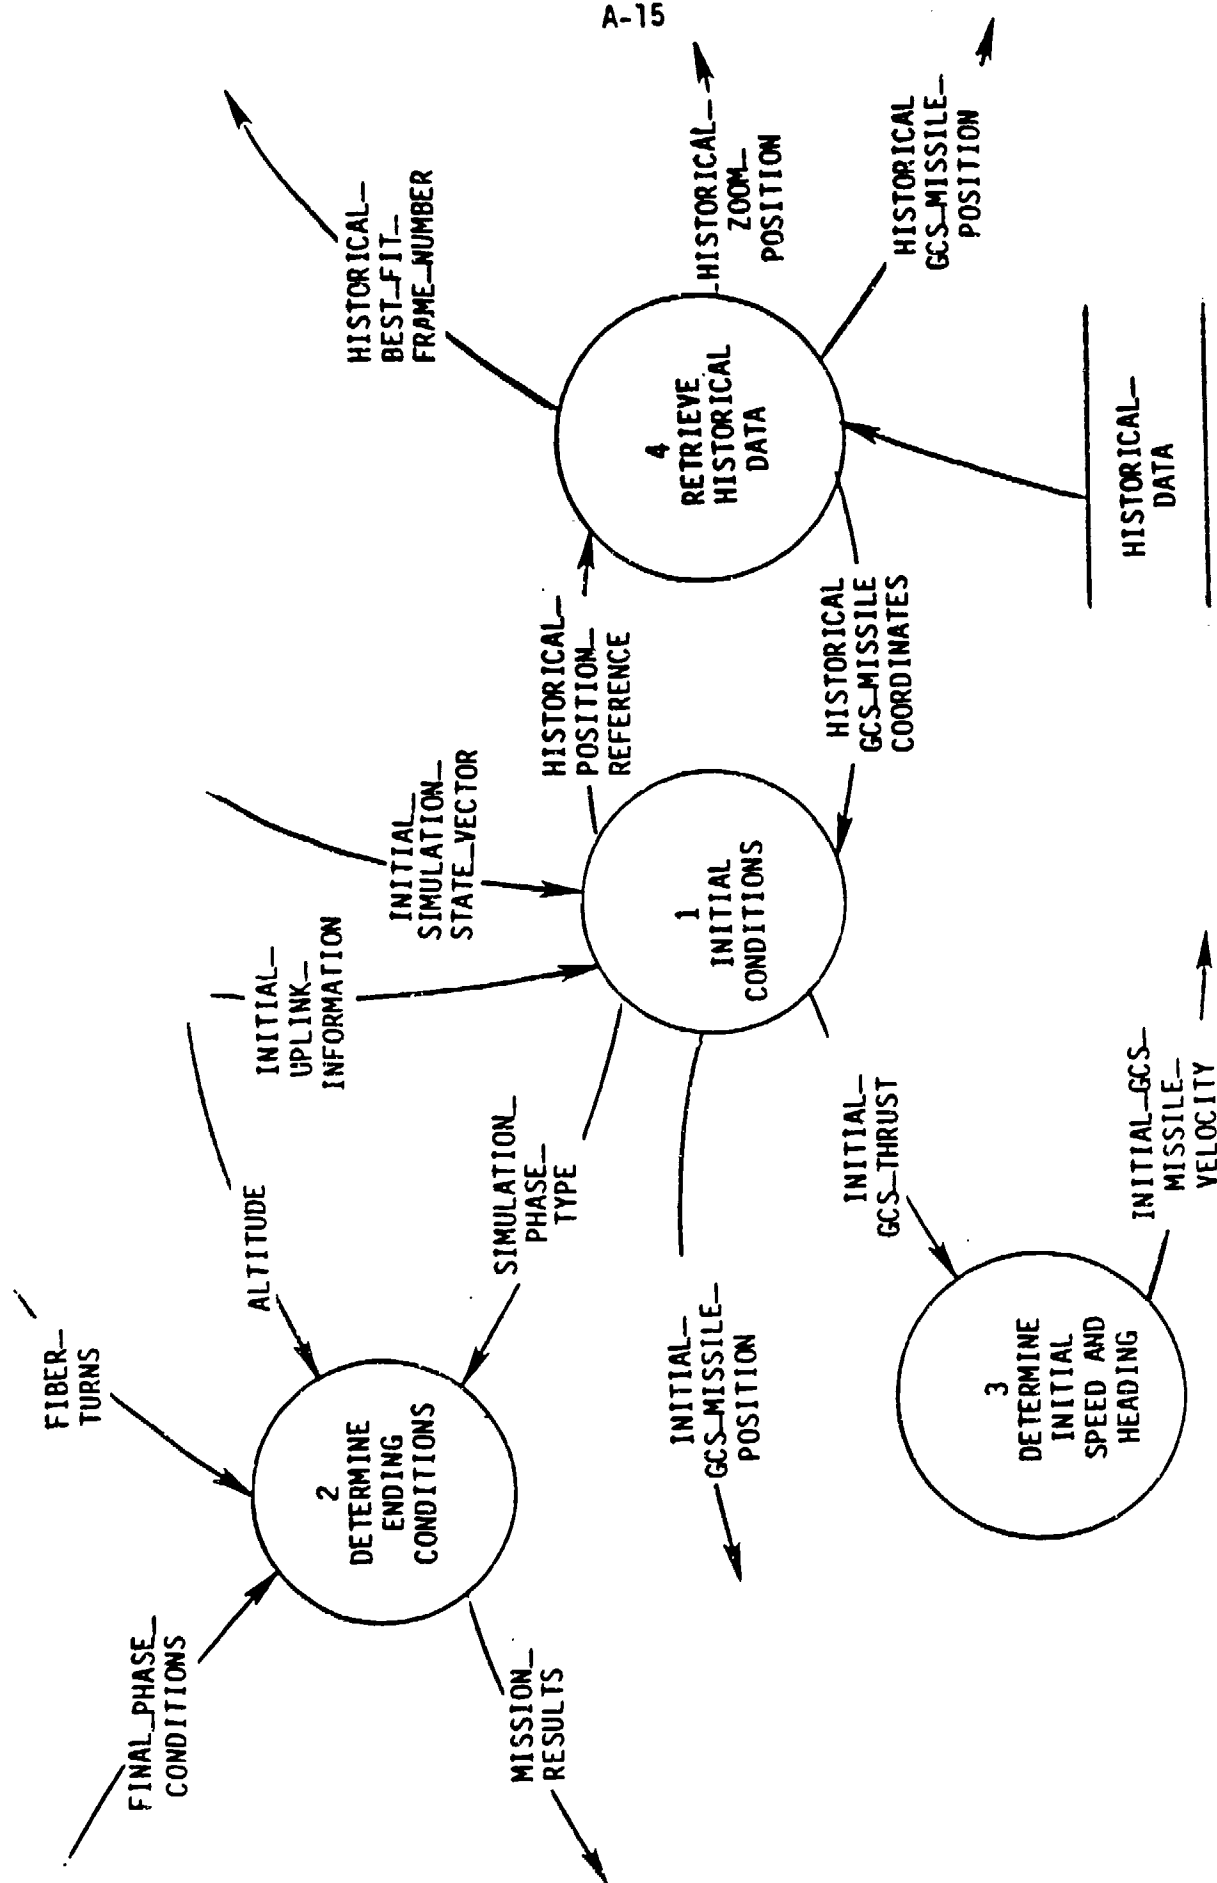 A-15
FINAL_PHASE_
CONDITIONS
FIBER_
TURNS
ALTITUDE
2
DETERMINE
ENDING
CONDITIONS
MISSION_
RESULTS
SIMULATION_
PHASE_
TYPE
INITIAL_
UPLINK_
INFORMATION
INITIAL_
SIMULATION_
STATE_VECTOR
INITIAL_
GCS_MISSILE_
POSITION
1
INITIAL
CONDITIONS
INITIAL_
GCS_THRUST
3
DETERMINE
INITIAL
SPEED AND
HEADING
INITIAL_GCS_
MISSILE_
VELOCITY
HISTORICAL_
POSITION_
REFERENCE
HISTORICAL
GCS_MISSILE
COORDINATES
HISTORICAL_
BEST_FIT_
FRAME_NUMBER
4
RETRIEVE
HISTORICAL
DATA
HISTORICAL_
ZOOM_
POSITION
HISTORICAL
GCS_MISSILE_
POSITION
HISTORICAL_
DATA